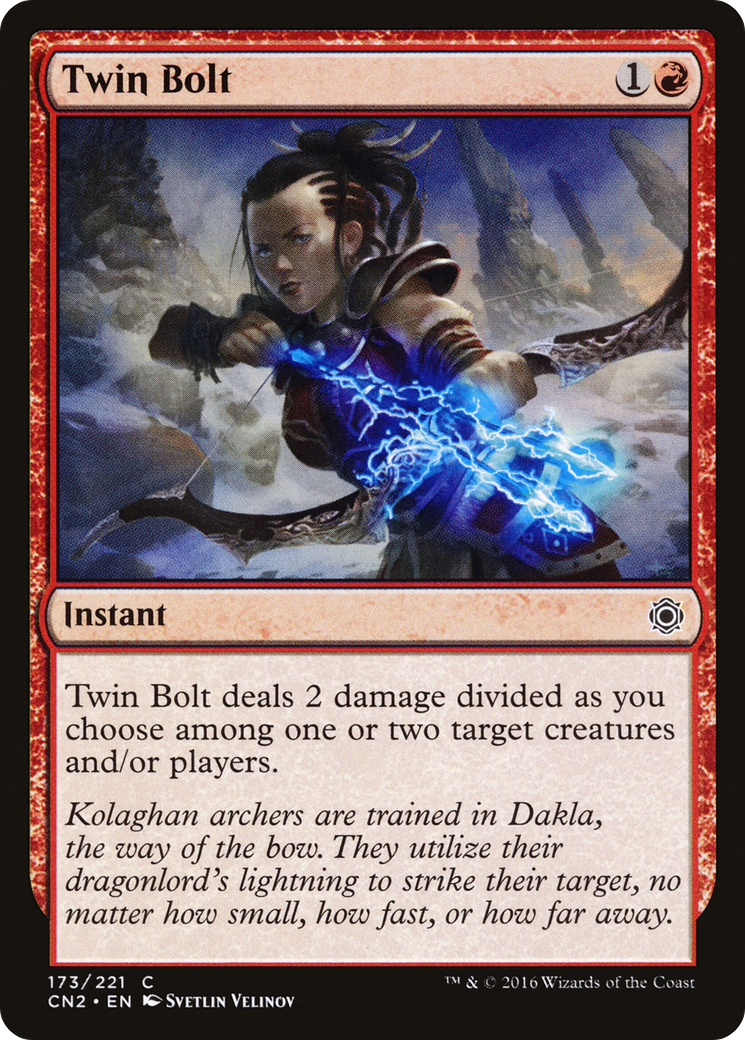 Twin Bolt 1
Instant
Twin Bolt deals 2 damage divided as you
choose among one or two target creatures
and/or players.
Kolaghan archers are trained in Dakla,
the way of the bow. They utilize their
dragonlord's lightning to strike their target, no
matter how small, how fast, or how far away.
173/221 C
CN2 • EN Svetlin Velinov
™ & © 2016 Wizards of the Coast